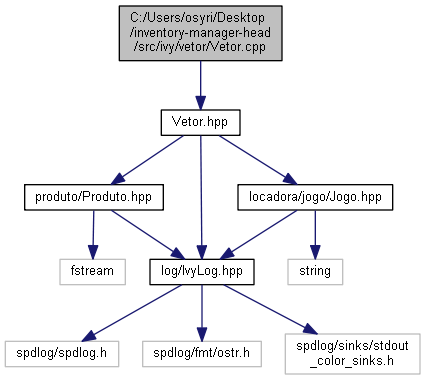 C:/Users/osyri/Desktop
/inventory-manager-head
/src/ivy/vetor/Vetor.cpp
Vetor.hpp
produto/Produto.hpp
locadora/jogo/Jogo.hpp
fstream
log/IvyLog.hpp
string
spdlog/spdlog.h
spdlog/fmt/ostr.h
spdlog/sinks/stdout
_color_sinks.h